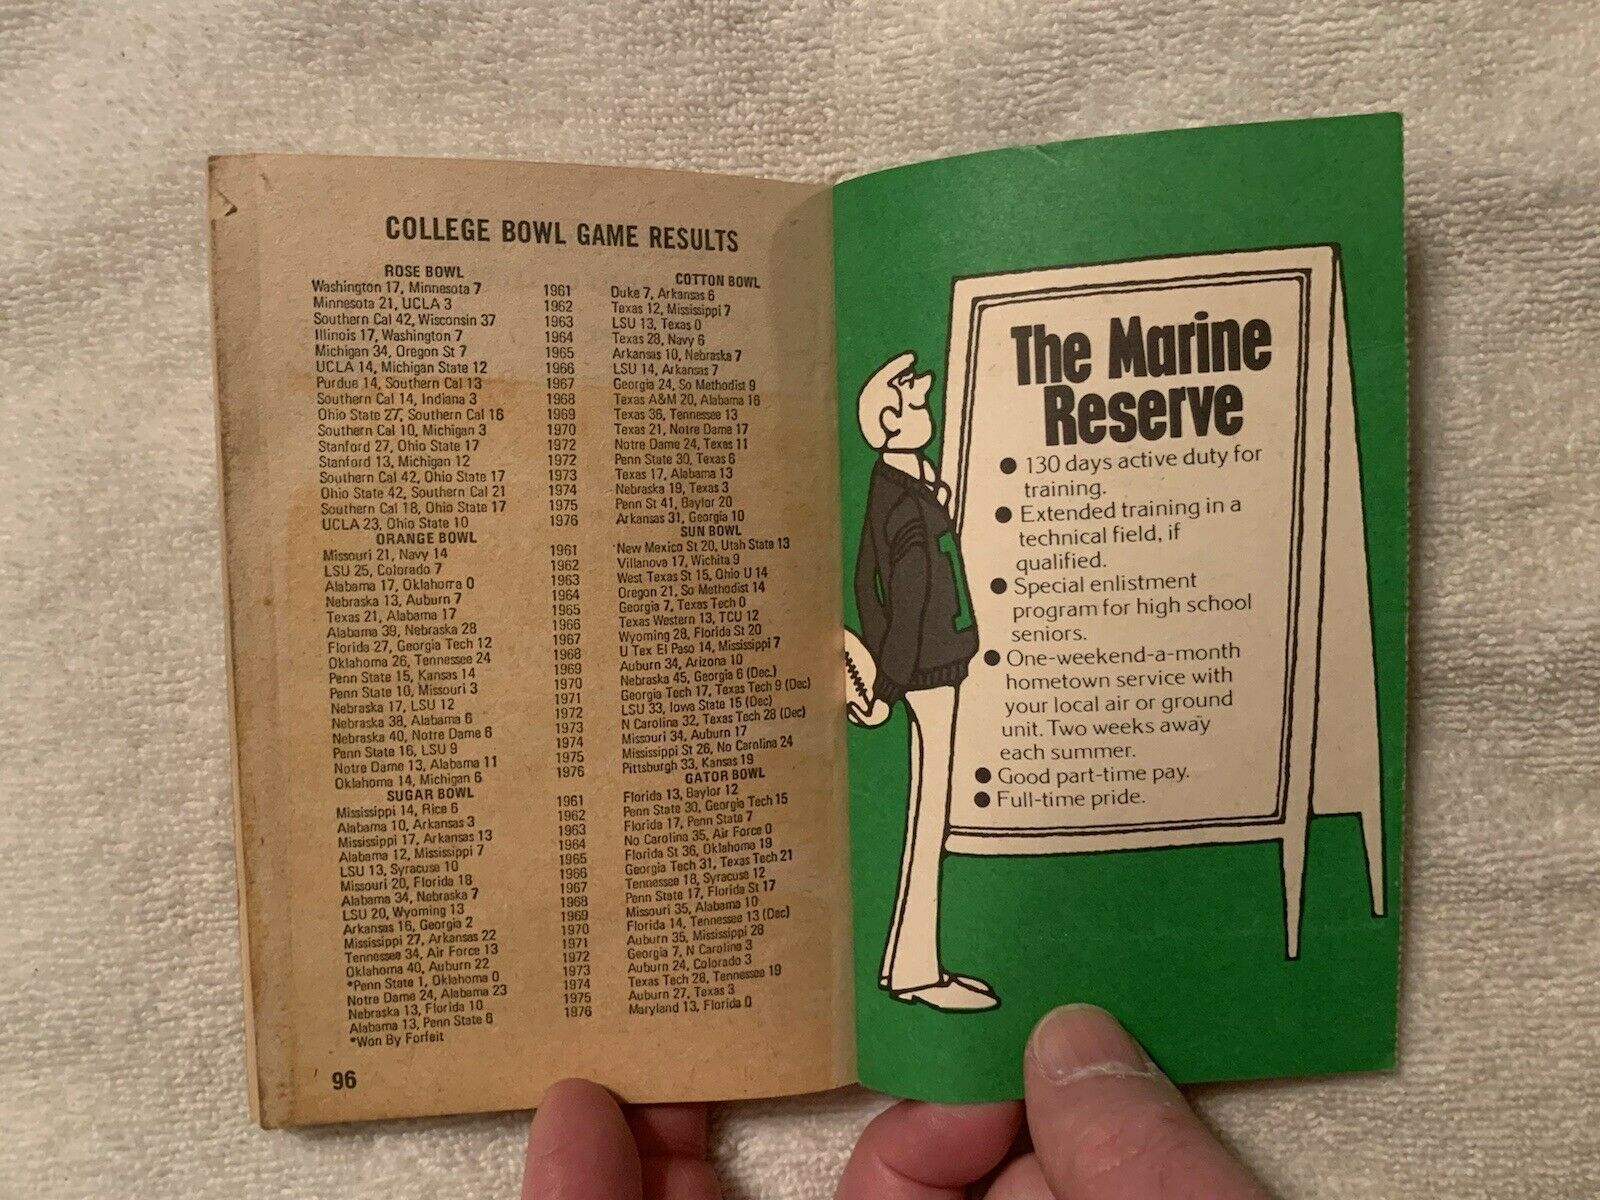 COLLEGE BOWL GAME RESULTS
ROSE BOWL
Washington 17, Minnesota 7 1961
Minnesota 21, UCLA 3 1962
Southern Cal 42, Wisconsin 37 1963
Illinois 17, Washington 7 1964
Michigan 34, Oregon St 7 1965
UCLA 14, Michigan State 12 1966
Purdue 14, Southern Cal 13 1967
Southern Cal 14, Indiana 3 1968
Ohio State 27, Southern Cal 16 1969
Southern Cal 10, Michigan 3 1970
Stanford 27, Ohio State 17 1972
Stanford 13, Michigan 12 1972
Southern Cal 42, Ohio State 17 1973
Ohio State 42, Southern Cal 21 1974
Southern Cal 18, Ohio State 17 1975
UCLA 23, Ohio State 10 1976
ORANGE BOWL
Missouri 21, Navy 14 1961
LSU 25, Colorado 7 1962
Alabama 17, Oklahoma 0 1963
Nebraska 13, Auburn 7 1964
Texas 21, Alabama 17 1965
Alabama 39, Nebraska 28 1966
Florida 27, Georgia Tech 12 1967
Oklahoma 26, Tennessee 24 1968
Penn State 15, Kansas 14 1969
Penn State 10, Missouri 3 1970
Nebraska 17, LSU 12 1971
Nebraska 38, Alabama 6 1972
Nebraska 40, Notre Dame 6 1973
Penn State 16, LSU 9 1974
Notre Dame 13, Alabama 11 1975
Oklahoma 14, Michigan 6 1976
SUGAR BOWL
Mississippi 14, Rice 6 1961
Alabama 10, Arkansas 3 1962
Mississippi 17, Arkansas 13 1963
Alabama 12, Mississippi 7 1964
LSU 13, Syracuse 10 1965
Missouri 20, Florida 18 1966
Alabama 34, Nebraska 7 1967
LSU 20, Wyoming 13 1968
Arkansas 16, Georgia 2 1969
Mississippi 27, Arkansas 22 1970
Tennessee 34, Air Force 13 1971
Oklahoma 40, Auburn 22 1972
*Penn State 1, Oklahoma 0 1973
Notre Dame 24, Alabama 23 1974
Nebraska 13, Florida 10 1975
Alabama 13, Penn State 6 1976
*Won By Forfeit
96
COTTON BOWL
Duke 7, Arkansas 6
Texas 12, Mississippi 7
LSU 13, Texas 0
Texas 28, Navy 6
Arkansas 10, Nebraska 7
LSU 14, Arkansas 7
Georgia 24, So Methodist 9
Texas A&M 20, Alabama 16
Texas 36, Tennessee 13
Texas 21, Notre Dame 17
Notre Dame 24, Texas 11
Penn State 30, Texas 6
Texas 17, Alabama 13
Nebraska 19, Texas 3
Penn St 41, Baylor 20
Arkansas 31, Georgia 10
SUN BOWL
New Mexico St 20, Utah State 13
Villanova 17, Wichita 9
West Texas St 15, Ohio U 14
Oregon 21, So Methodist 14
Georgia 7, Texas Tech 0
Texas Western 13, TCU 12
Wyoming 28, Florida St 20
U Tex El Paso 14, Mississippi 7
Auburn 34, Arizona 10
Nebraska 45, Georgia 6 (Dec.)
Georgia Tech 17, Texas Tech 9 (Dec)
LSU 33, Iowa State 15 (Dec)
N Carolina 32, Texas Tech 28 (Dec)
Missouri 34, Auburn 17
Mississippi St 26, No Carolina 24
Pittsburgh 33, Kansas 19
GATOR BOWL
Florida 13, Baylor 12
Penn State 30, Georgia Tech 15
Florida 17, Penn State 7
No Carolina 35, Air Force 0
Florida St 36, Oklahoma 19
Georgia Tech 31, Texas Tech 21
Tennessee 18, Syracuse 12
Penn State 17, Florida St 17
Missouri 35, Alabama 10
Florida 14, Tennessee 13 (Dec)
Auburn 35, Mississippi 28
Georgia 7, N Carolina 3
Auburn 24, Colorado 3
Texas Tech 28, Tennessee 19
Auburn 27, Texas 3
Maryland 13, Florida 0
The Marine
Reserve
● 130 days active duty for
training.
● Extended training in a
technical field, if
qualified.
● Special enlistment
program for high school
seniors.
● One-weekend-a-month
hometown service with
your local air or ground
unit. Two weeks away
each summer.
● Good part-time pay.
● Full-time pride.